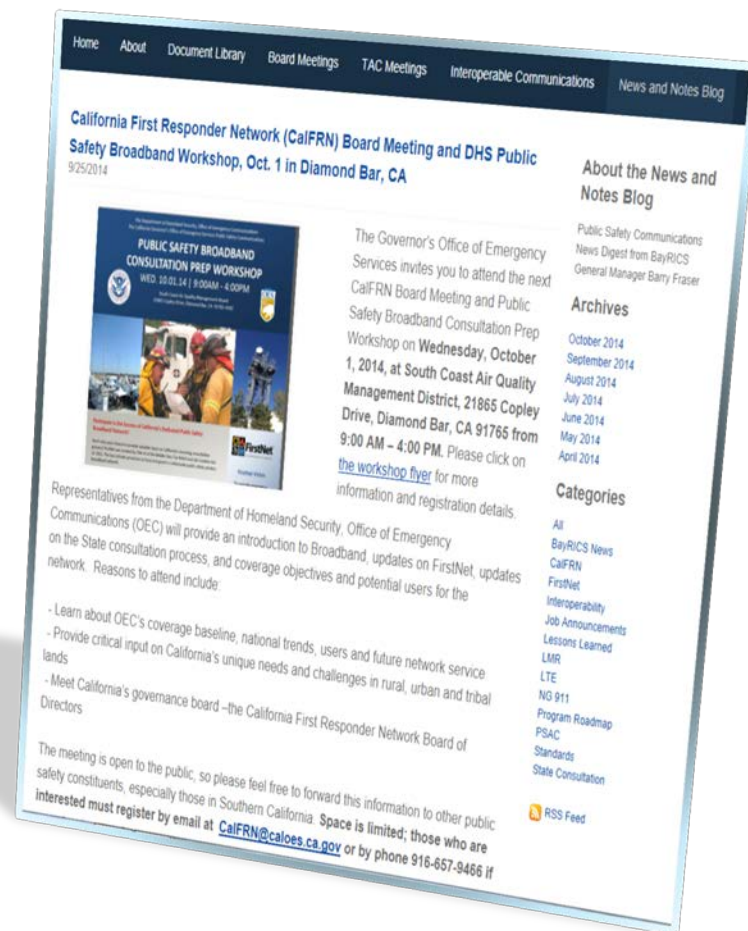 Home About Document Library Board Meetings TAC Meetings Interoperable Communications News and Notes Blog
California First Responder Network (CalFRN) Board Meeting and DHS Public
Safety Broadband Workshop, Oct. 1 in Diamond Bar, CA
9/25/2014
PUBLIC SAFETY BROADBAND
CONSULTATION PREP WORKSHOP
WED. 10.01.14 | 9:00AM - 4:00PM
FirstNet
The Governor's Office of Emergency
Services invites you to attend the next
CalFRN Board Meeting and Public
Safety Broadband Consultation Prep
Workshop on Wednesday, October
1, 2014, at South Coast Air Quality
Management District, 21865 Copley
Drive, Diamond Bar, CA 91765 from
9:00 AM – 4:00 PM. Please click on
the workshop flyer for more
information and registration details.
Representatives from the Department of Homeland Security, Office of Emergency
Communications (OEC) will provide an introduction to Broadband, updates on FirstNet, updates
on the State consultation process, and coverage objectives and potential users for the
network. Reasons to attend include:
- Learn about OEC's coverage baseline, national trends, users and future network service
- Provide critical input on California's unique needs and challenges in rural, urban and tribal
lands
- Meet California's governance board –the California First Responder Network Board of
Directors
The meeting is open to the public, so please feel free to forward this information to other public
safety constituents, especially those in Southern California. Space is limited; those who are
interested must register by email at CalFRN@caloes.ca.gov or by phone 916-657-9466 if
About the News and
Notes Blog
Public Safety Communications
News Digest from BayRICS
General Manager Barry Fraser
Archives
October 2014
September 2014
August 2014
July 2014
June 2014
May 2014
April 2014
Categories
All
BayRICS News
CalFRN
FirstNet
Interoperability
Job Announcements
Lessons Learned
LMR
LTE
NG 911
Program Roadmap
PSAC
Standards
State Consultation
RSS Feed